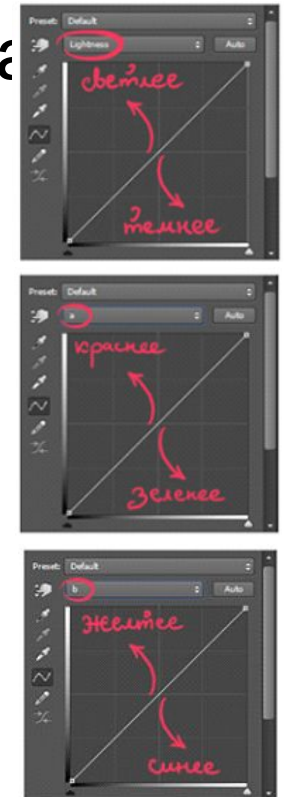 а
Preset: Default
Lightness Auto
светлее
темнее
Preset: Default
a Auto
краснее
зеленее
Preset: Default
b Auto
желтее
синее